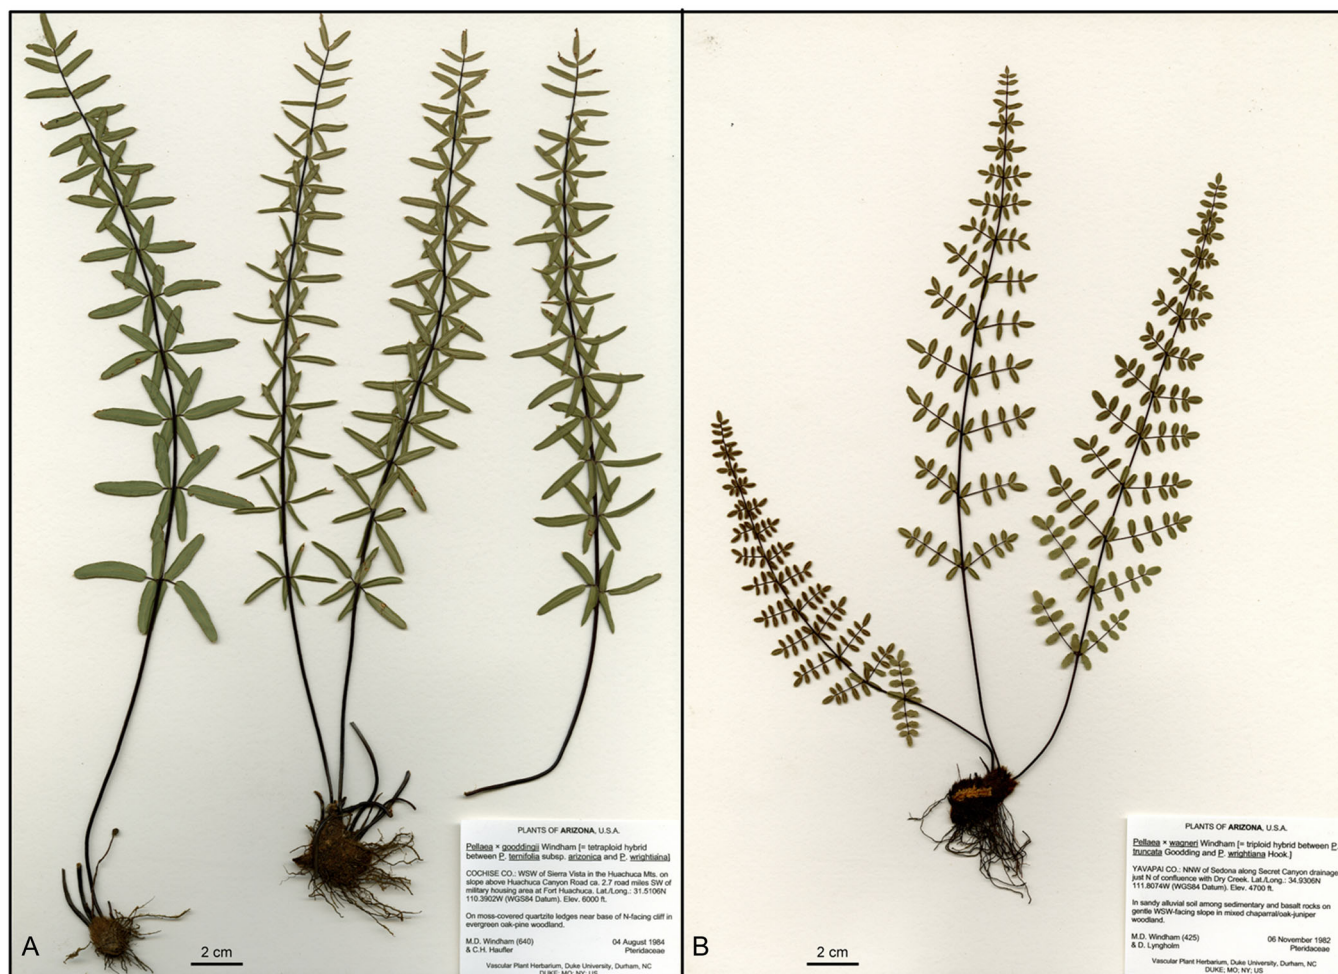 A
2 cm
PLANTS OF ARIZONA, U.S.A.
Pellaea × gooddingii Windham [= tetraploid hybrid
between P. ternifolia subsp. arizonica and P. wrightiana]
COCHISE CO.: WSW of Sierra Vista in the Huachuca Mts. on
slope above Huachuca Canyon Road ca. 2.7 road miles SW of
military housing area at Fort Huachuca. Lat./Long.: 31.5106N
110.3902W (WGS84 Datum). Elev. 6000 ft.
On moss-covered quartzite ledges near base of N-facing cliff in
evergreen oak-pine woodland.
M.D. Windham (640) 04 August 1984
& C.H. Haufler Pteridaceae
Vascular Plant Herbarium, Duke University, Durham, NC
DUKE; MO; NY; US
B
2 cm
PLANTS OF ARIZONA, U.S.A.
Pellaea × wagneri Windham [= triploid hybrid between P.
truncata Goodding and P. wrightiana Hook.]
YAVAPAI CO.: NNW of Sedona along Secret Canyon drainage
just N of confluence with Dry Creek. Lat./Long.: 34.9306N
111.8074W (WGS84 Datum). Elev. 4700 ft.
In sandy alluvial soil among sedimentary and basalt rocks on
gentle WSW-facing slope in mixed chaparral/oak-juniper
woodland.
M.D. Windham (425) 06 November 1982
& D. Lyngholm Pteridaceae
Vascular Plant Herbarium, Duke University, Durham, NC
DUKE; MO; NY; US